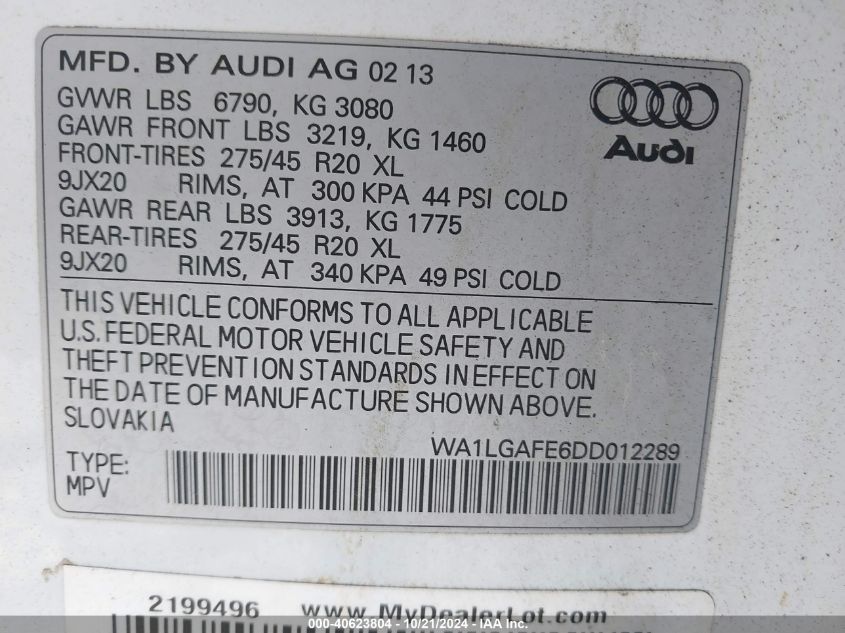 MFD. BY AUDI AG 02 13
GVWR LBS 6790, KG 3080
GAWR FRONT LBS 3219, KG 1460
FRONT-TIRES 275/45 R20 XL
9JX20 RIMS, AT 300 KPA 44 PSI COLD
GAWR REAR LBS 3913, KG 1775
REAR-TIRES 275/45 R20 XL
9JX20 RIMS, AT 340 KPA 49 PSI COLD
Audi
THIS VEHICLE CONFORMS TO ALL APPLICABLE
U.S. FEDERAL MOTOR VEHICLE SAFETY AND
THEFT PREVENTION STANDARDS IN EFFECT ON
THE DATE OF MANUFACTURE SHOWN ABOVE.
SLOVAKIA
WA1LGAFE6DD012289
TYPE:
MPV
2199496 www.MyDealerLot.com
000-40623804 - 10/21/2024 - IAA Inc.